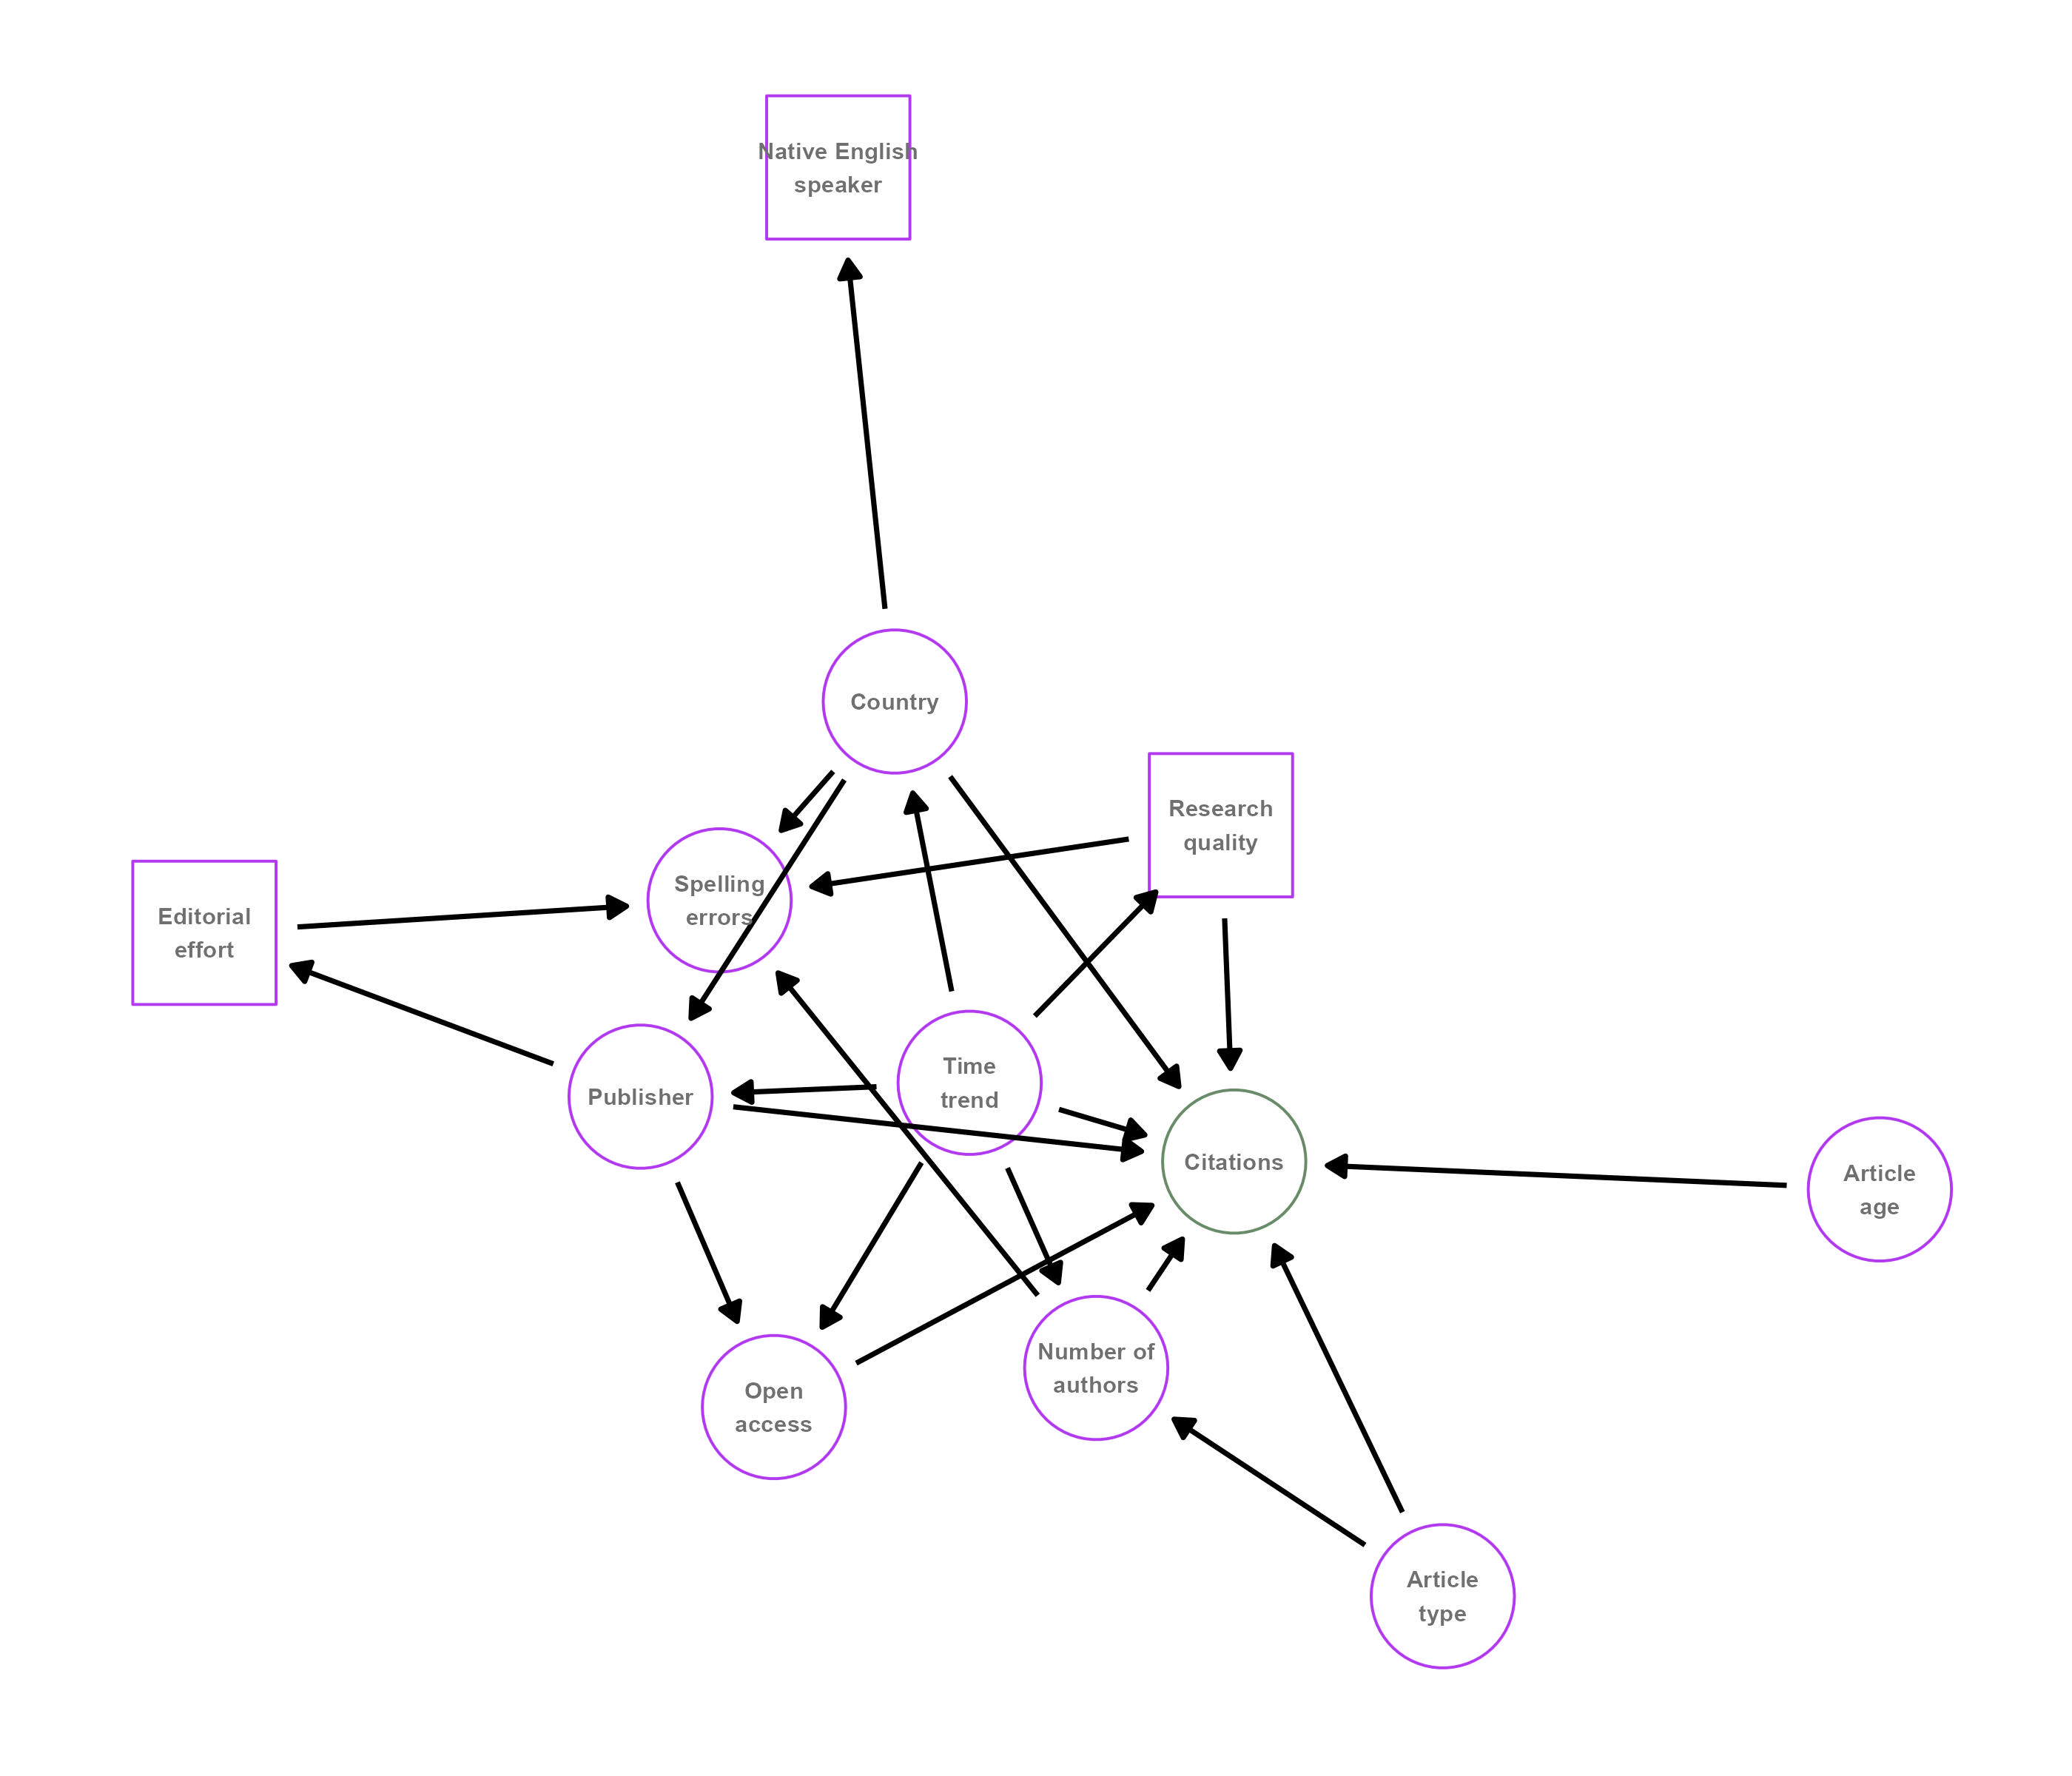 Native English
speaker
Country
Research
quality
Spelling
errors
Editorial
effort
Time
trend
Publisher
Citations
Article
age
Number of
authors
Open
access
Article
type